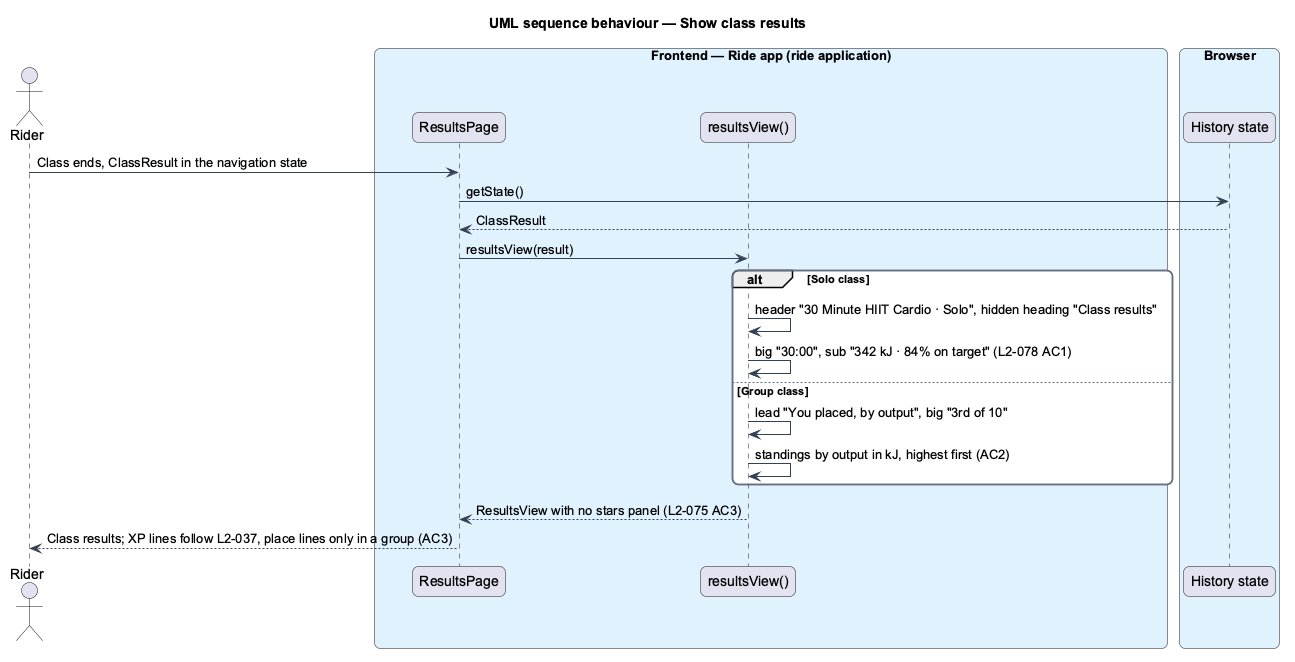 UML sequence behaviour — Show class results
Frontend — Ride app (ride application)
Browser
Rider
ResultsPage
resultsView()
History state
Class ends, ClassResult in the navigation state
getState()
ClassResult
resultsView(result)
alt
[Solo class]
header "30 Minute HIIT Cardio · Solo", hidden heading "Class results"
big "30:00", sub "342 kJ · 84% on target" (L2-078 AC1)
[Group class]
lead "You placed, by output", big "3rd of 10"
standings by output in kJ, highest first (AC2)
ResultsView with no stars panel (L2-075 AC3)
Class results; XP lines follow L2-037, place lines only in a group (AC3)
Rider
ResultsPage
resultsView()
History state